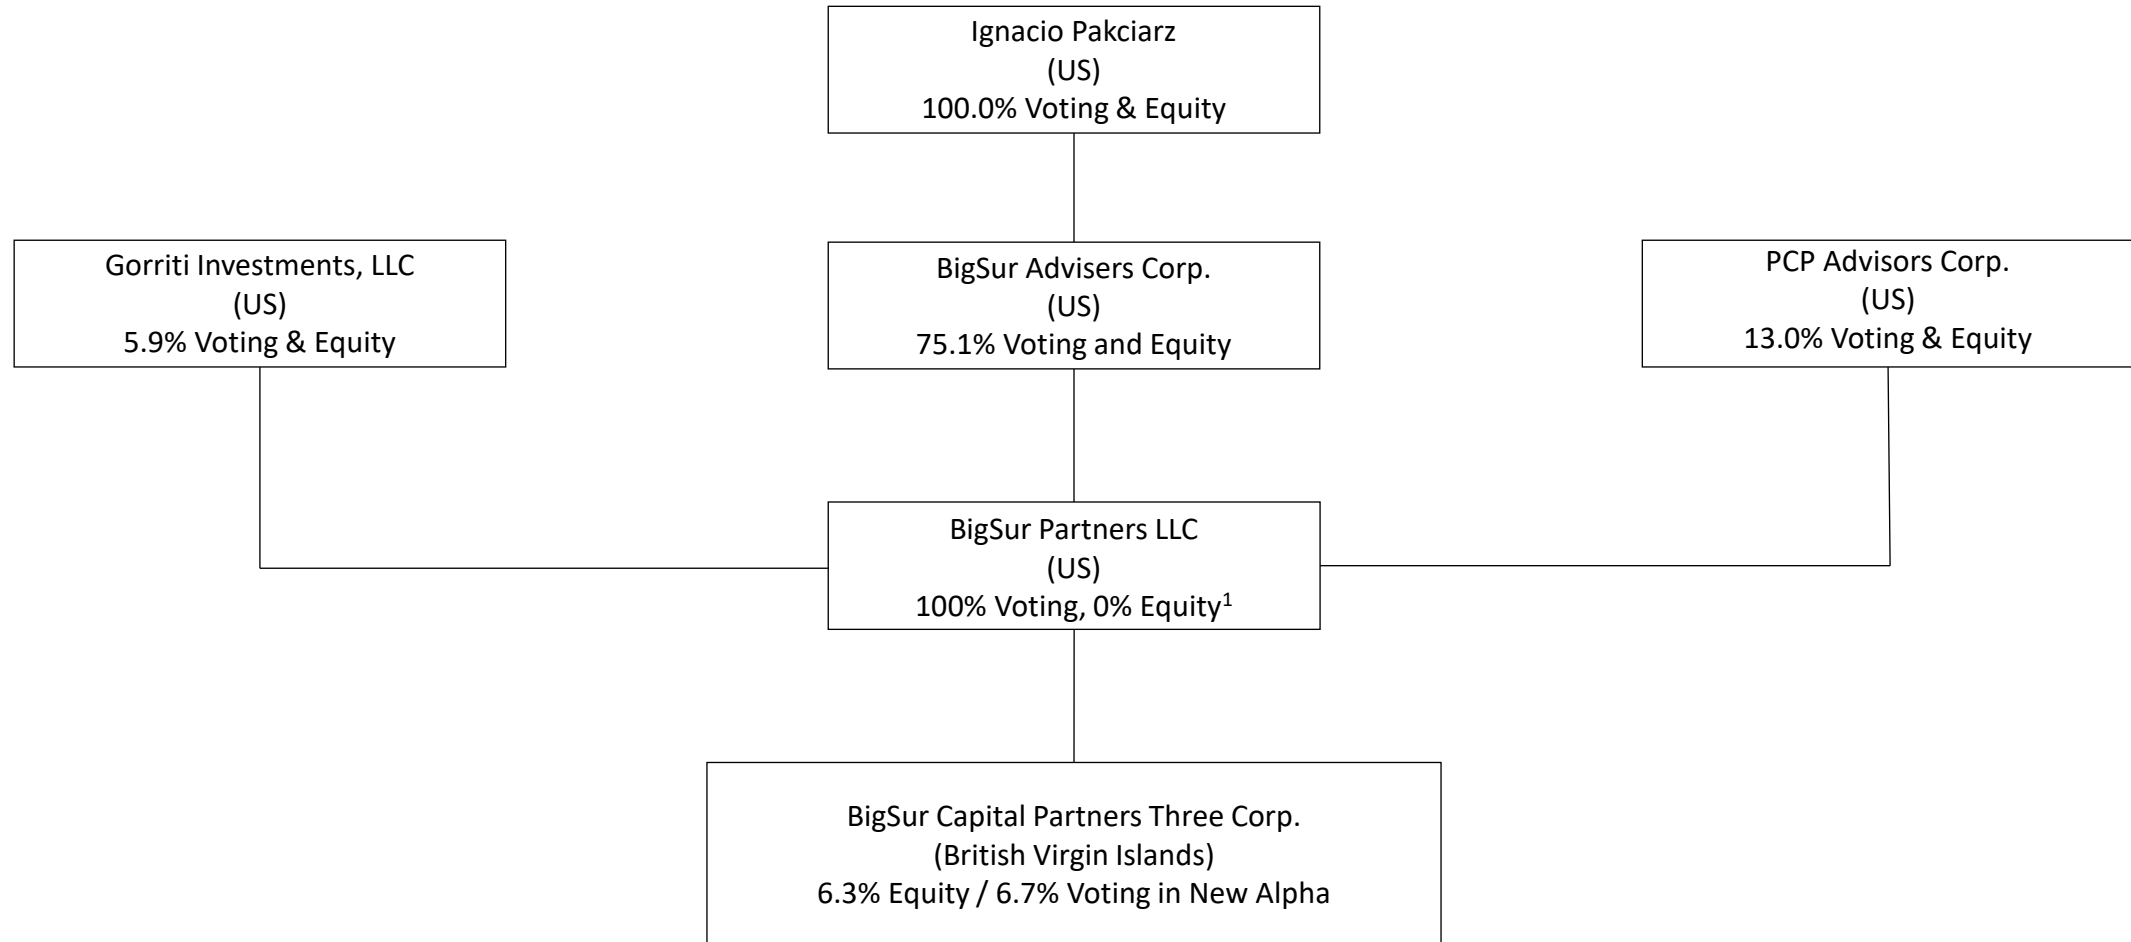 Ignacio Pakciarz
(US)
100.0% Voting & Equity
Gorriti Investments, LLC
(US)
5.9% Voting & Equity
BigSur Advisers Corp.
(US)
75.1% Voting and Equity
PCP Advisors Corp.
(US)
13.0% Voting & Equity
BigSur Partners LLC
(US)
100% Voting, 0% Equity¹
BigSur Capital Partners Three Corp.
(British Virgin Islands)
6.3% Equity / 6.7% Voting in New Alpha